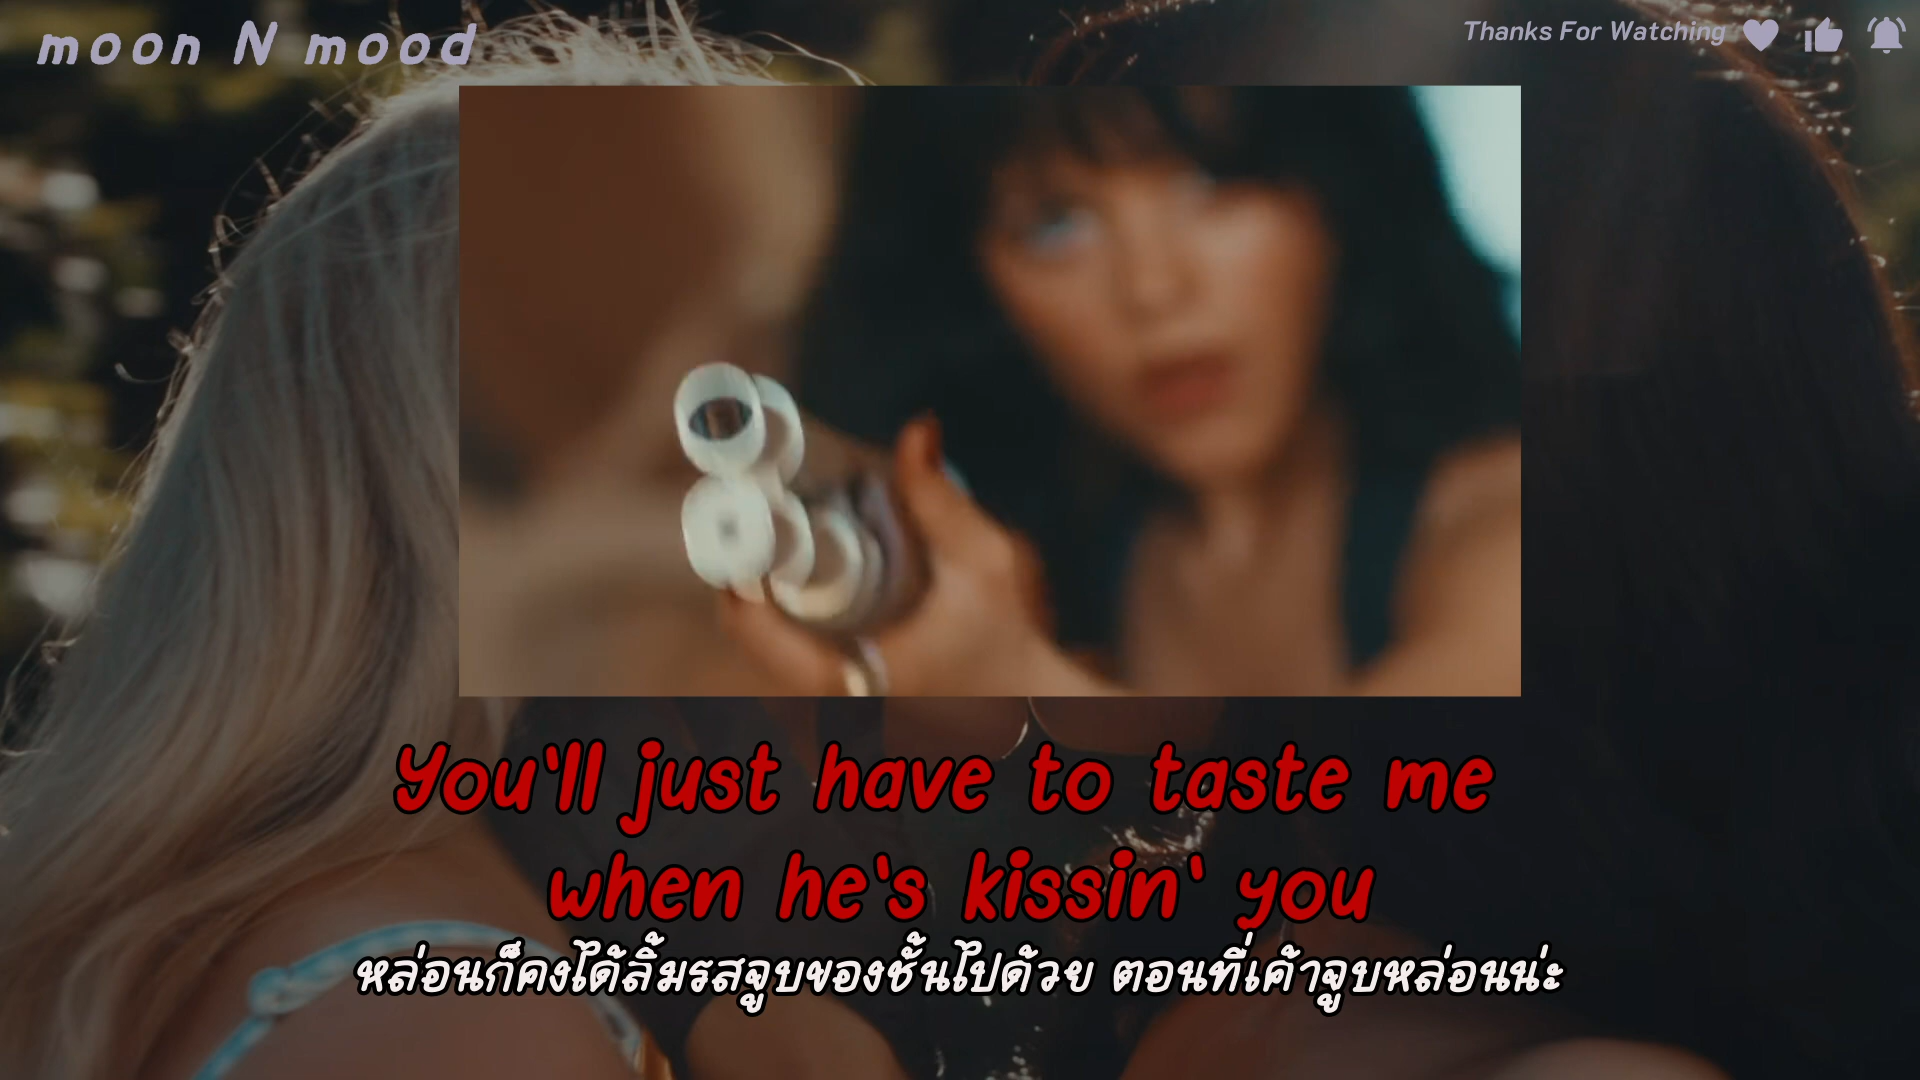 moon N mood
Thanks For Watching
You'll just have to taste me
when he's kissin' you
หล่อนก็คงได้ลิ้มรสจูบของชั้นไปด้วย ตอนที่เค้าจูบหล่อนน่ะ